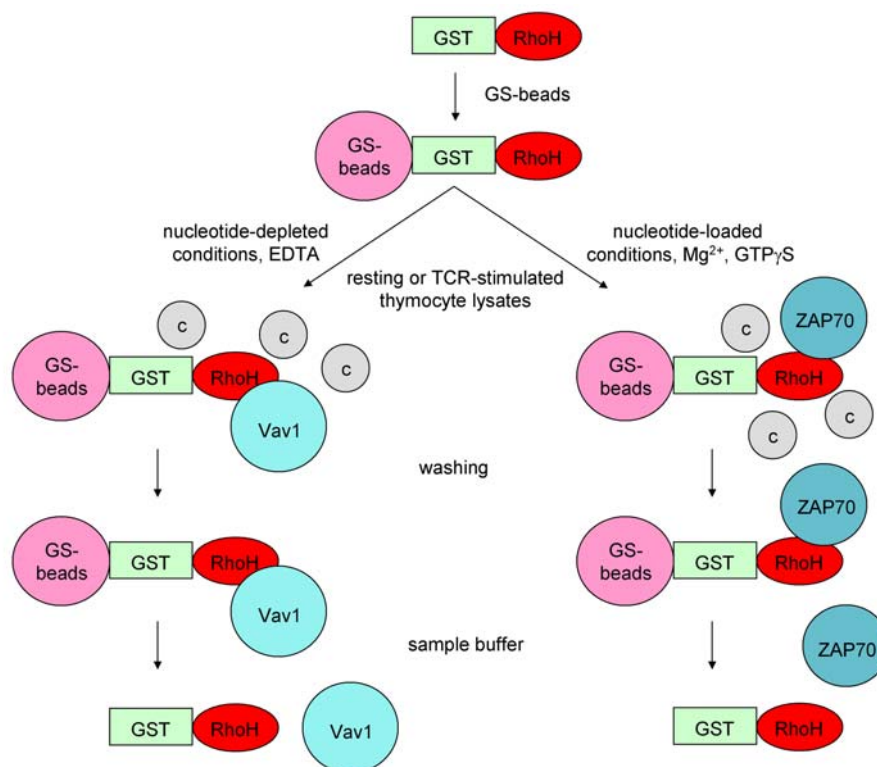 GST
RhoH
GS-beads
GS-
beads
GST
RhoH
nucleotide-depleted
conditions, EDTA
nucleotide-loaded
conditions, Mg²⁺, GTPγS
resting or TCR-stimulated
thymocyte lysates
c
c
c
GS-
beads
GST
RhoH
Vav1
c
ZAP70
GS-
beads
GST
RhoH
c
c
washing
GS-
beads
GST
RhoH
Vav1
ZAP70
GS-
beads
GST
RhoH
sample buffer
ZAP70
GST
RhoH
Vav1
GST
RhoH